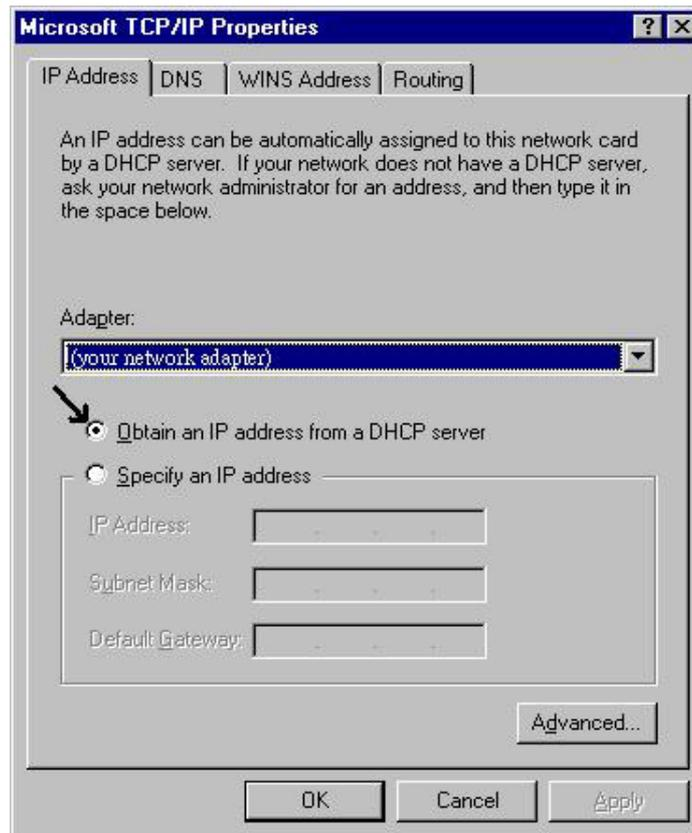 Microsoft TCP/IP Properties
IP Address DNS WINS Address Routing
An IP address can be automatically assigned to this network card
by a DHCP server. If your network does not have a DHCP server,
ask your network administrator for an address, and then type it in
the space below.
Adapter:
(your network adapter)
Obtain an IP address from a DHCP server
Specify an IP address
IP Address:
Subnet Mask:
Default Gateway:
Advanced...
OK Cancel Apply